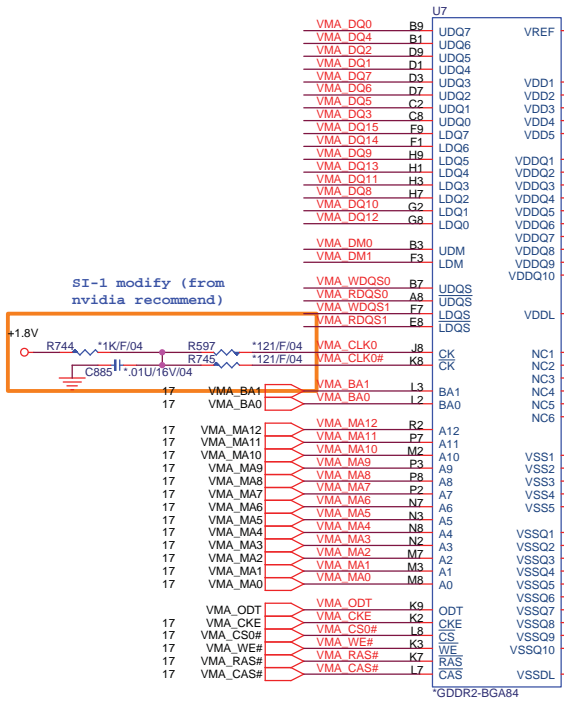 U7
VMA_DQ0 B9 UDQ7 VREF
VMA_DQ4 B1 UDQ6
VMA_DQ2 D9 UDQ5
VMA_DQ1 D1 UDQ4
VMA_DQ7 D3 UDQ3 VDD1
VMA_DQ6 D7 UDQ2 VDD2
VMA_DQ5 C2 UDQ1 VDD3
VMA_DQ3 C8 UDQ0 VDD4
VMA_DQ15 F9 LDQ7 VDD5
VMA_DQ14 F1 LDQ6
VMA_DQ9 H9 LDQ5 VDDQ1
VMA_DQ13 H1 LDQ4 VDDQ2
VMA_DQ11 H3 LDQ3 VDDQ3
VMA_DQ8 H7 LDQ2 VDDQ4
VMA_DQ10 G2 LDQ1 VDDQ5
VMA_DQ12 G8 LDQ0 VDDQ6
VDDQ7
VMA_DM0 B3 UDM VDDQ8
VMA_DM1 F3 LDM VDDQ9
VDDQ10
SI-1 modify (from
nvidia recommend)
VMA_WDQS0 B7 UDQS
VMA_RDQS0 A8 UDQS
VMA_WDQS1 F7 LDQS VDDL
VMA_RDQS1 E8 LDQS
+1.8V
R744 *1K/F/04 R597 *121/F/04 VMA_CLK0 J8 CK NC1
R745 *121/F/04 VMA_CLK0# K8 CK NC2
C885 *.01U/16V/04 NC3
17 VMA_BA1 VMA_BA1 L3 BA1 NC4
17 VMA_BA0 VMA_BA0 L2 BA0 NC5
NC6
17 VMA_MA12 VMA_MA12 R2 A12
17 VMA_MA11 VMA_MA11 P7 A11
17 VMA_MA10 VMA_MA10 M2 A10 VSS1
17 VMA_MA9 VMA_MA9 P3 A9 VSS2
17 VMA_MA8 VMA_MA8 P8 A8 VSS3
17 VMA_MA7 VMA_MA7 P2 A7 VSS4
17 VMA_MA6 VMA_MA6 N7 A6 VSS5
17 VMA_MA5 VMA_MA5 N3 A5
17 VMA_MA4 VMA_MA4 N8 A4 VSSQ1
17 VMA_MA3 VMA_MA3 N2 A3 VSSQ2
17 VMA_MA2 VMA_MA2 M7 A2 VSSQ3
17 VMA_MA1 VMA_MA1 M3 A1 VSSQ4
17 VMA_MA0 VMA_MA0 M8 A0 VSSQ5
VSSQ6
VMA_ODT VMA_ODT K9 ODT VSSQ7
17 VMA_CKE VMA_CKE K2 CKE VSSQ8
17 VMA_CS0# VMA_CS0# L8 CS VSSQ9
17 VMA_WE# VMA_WE# K3 WE VSSQ10
17 VMA_RAS# VMA_RAS# K7 RAS
17 VMA_CAS# VMA_CAS# L7 CAS VSSDL
*GDDR2-BGA84